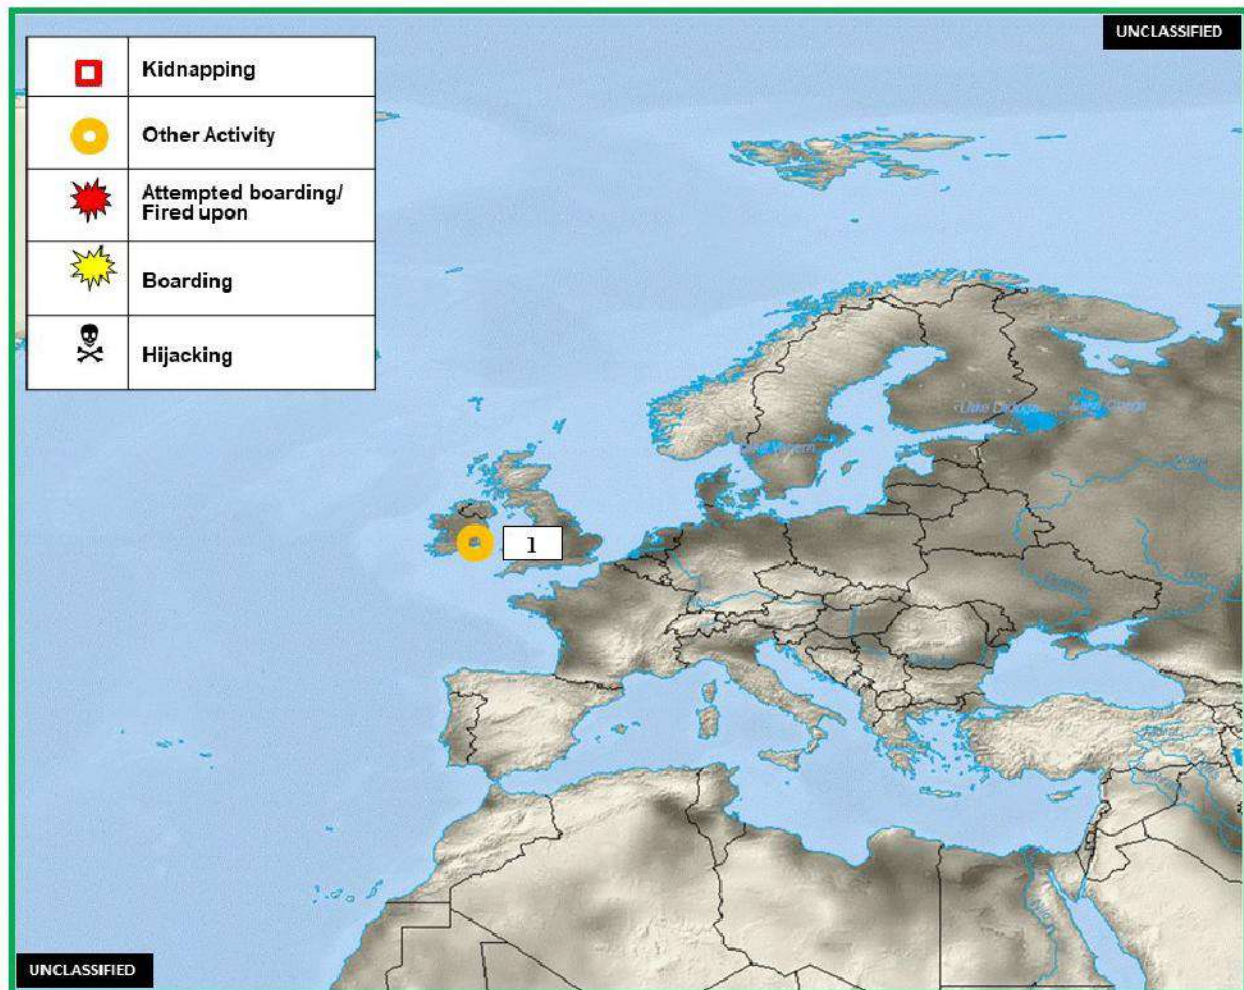 UNCLASSIFIED
Kidnapping
Other Activity
Attempted boarding/
Fired upon
Boarding
Hijacking
1
UNCLASSIFIED